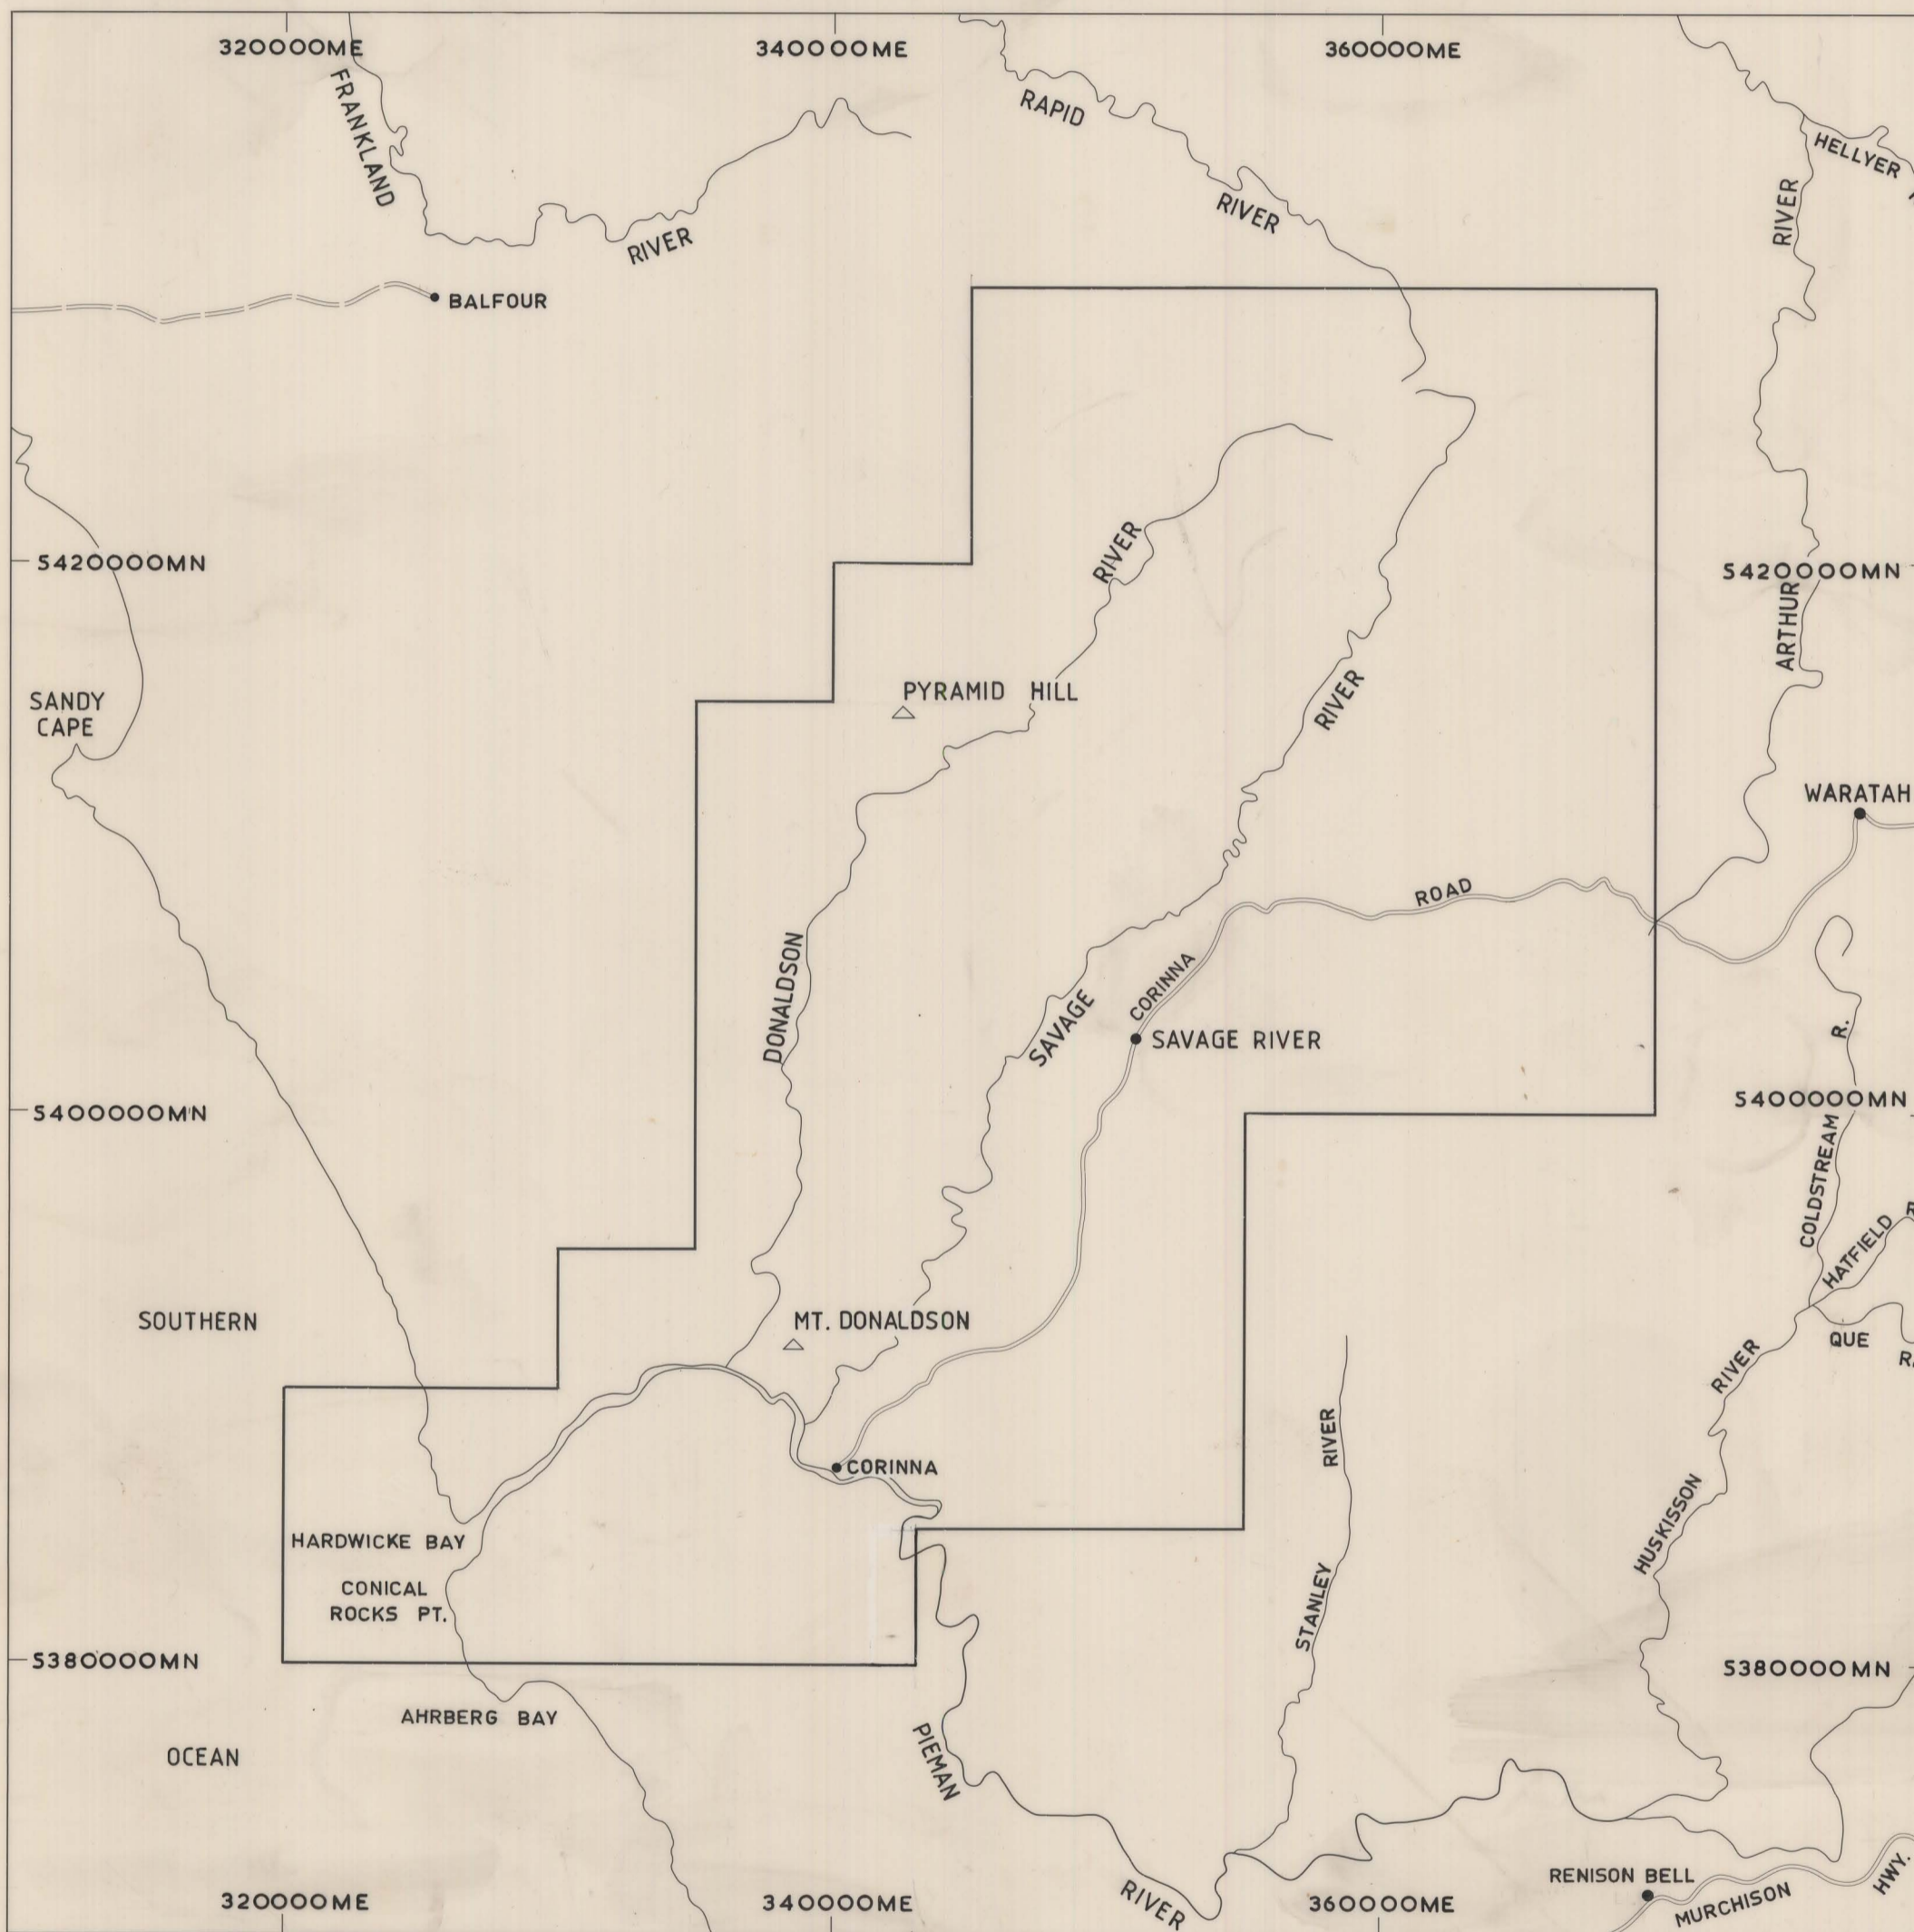 320000ME
340000ME
360000ME
FRANKLAND
RIVER
RAPID
RIVER
HELLYER
RIVER
BALFOUR
5420000MN
5420000MN
RIVER
ARTHUR
SANDY
CAPE
PYRAMID HILL
RIVER
WARATAH
ROAD
DONALDSON
SAVAGE
CORINNA
SAVAGE RIVER
R.
5400000MN
5400000MN
COLDSTREAM
HATFIELD
SOUTHERN
MT. DONALDSON
QUE
RIVER
CORINNA
RIVER
HARDWICKE BAY
HUSKISSON
CONICAL
ROCKS PT.
STANLEY
5380000MN
5380000MN
AHRBERG BAY
OCEAN
PIEMAN
RIVER
RENISON BELL
MURCHISON
HWY.
320000ME
340000ME
360000ME